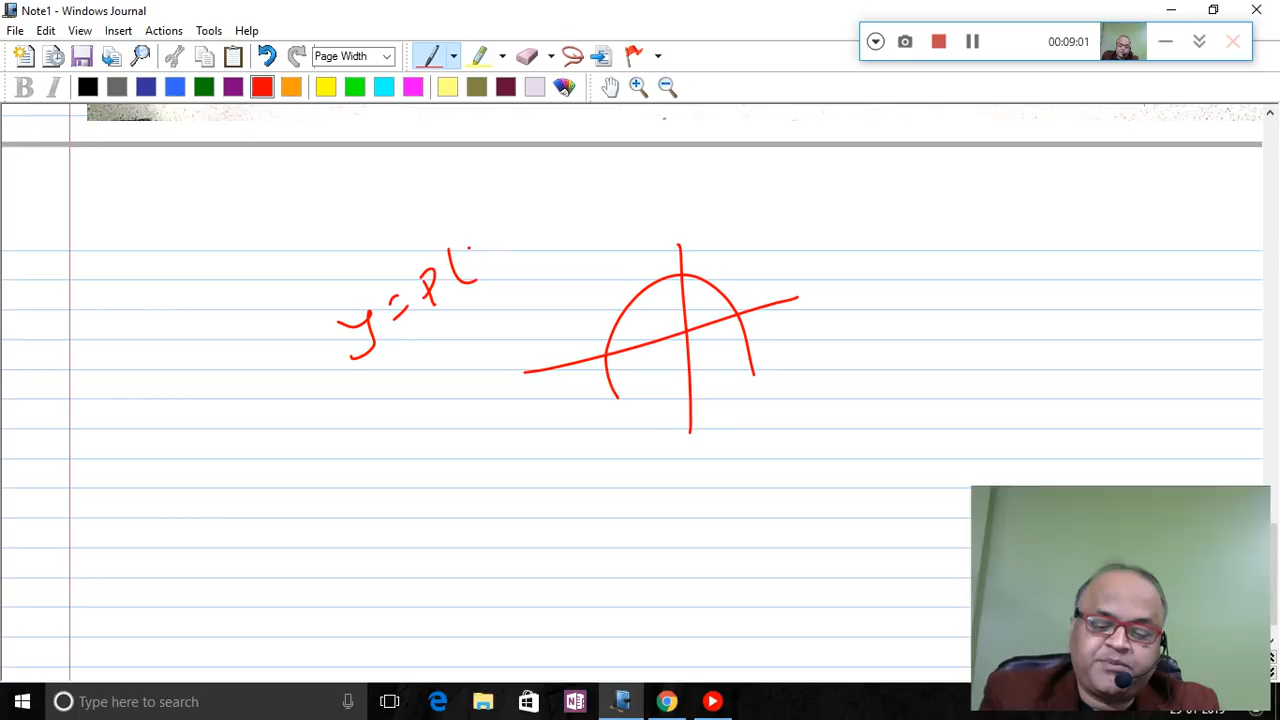 Note1 - Windows Journal
File Edit View Insert Actions Tools Help
Page Width
00:09:01
B I
y = P(
Type here to search